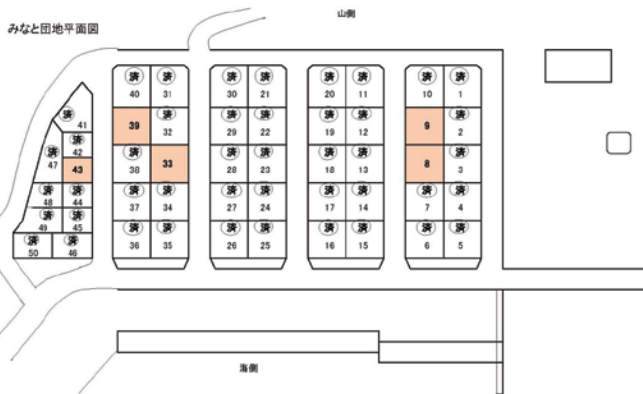 山側
みなと団地平面図
済 済 済 済 済 済 済 済
40 31 30 21 20 11 10 1
済 済 済 済 済 済 済
41 39 32 29 22 19 12 9 2
済 済
47 42
43
済 済 済 済 済 済 済
38 33 28 23 18 13 8 3
済 済 済 済 済 済 済 済 済 済
48 44 37 34 27 24 17 14 7 4
済 済
49 45
済 済 済 済 済 済 済 済 済 済
50 46 36 35 26 25 16 15 6 5
海側